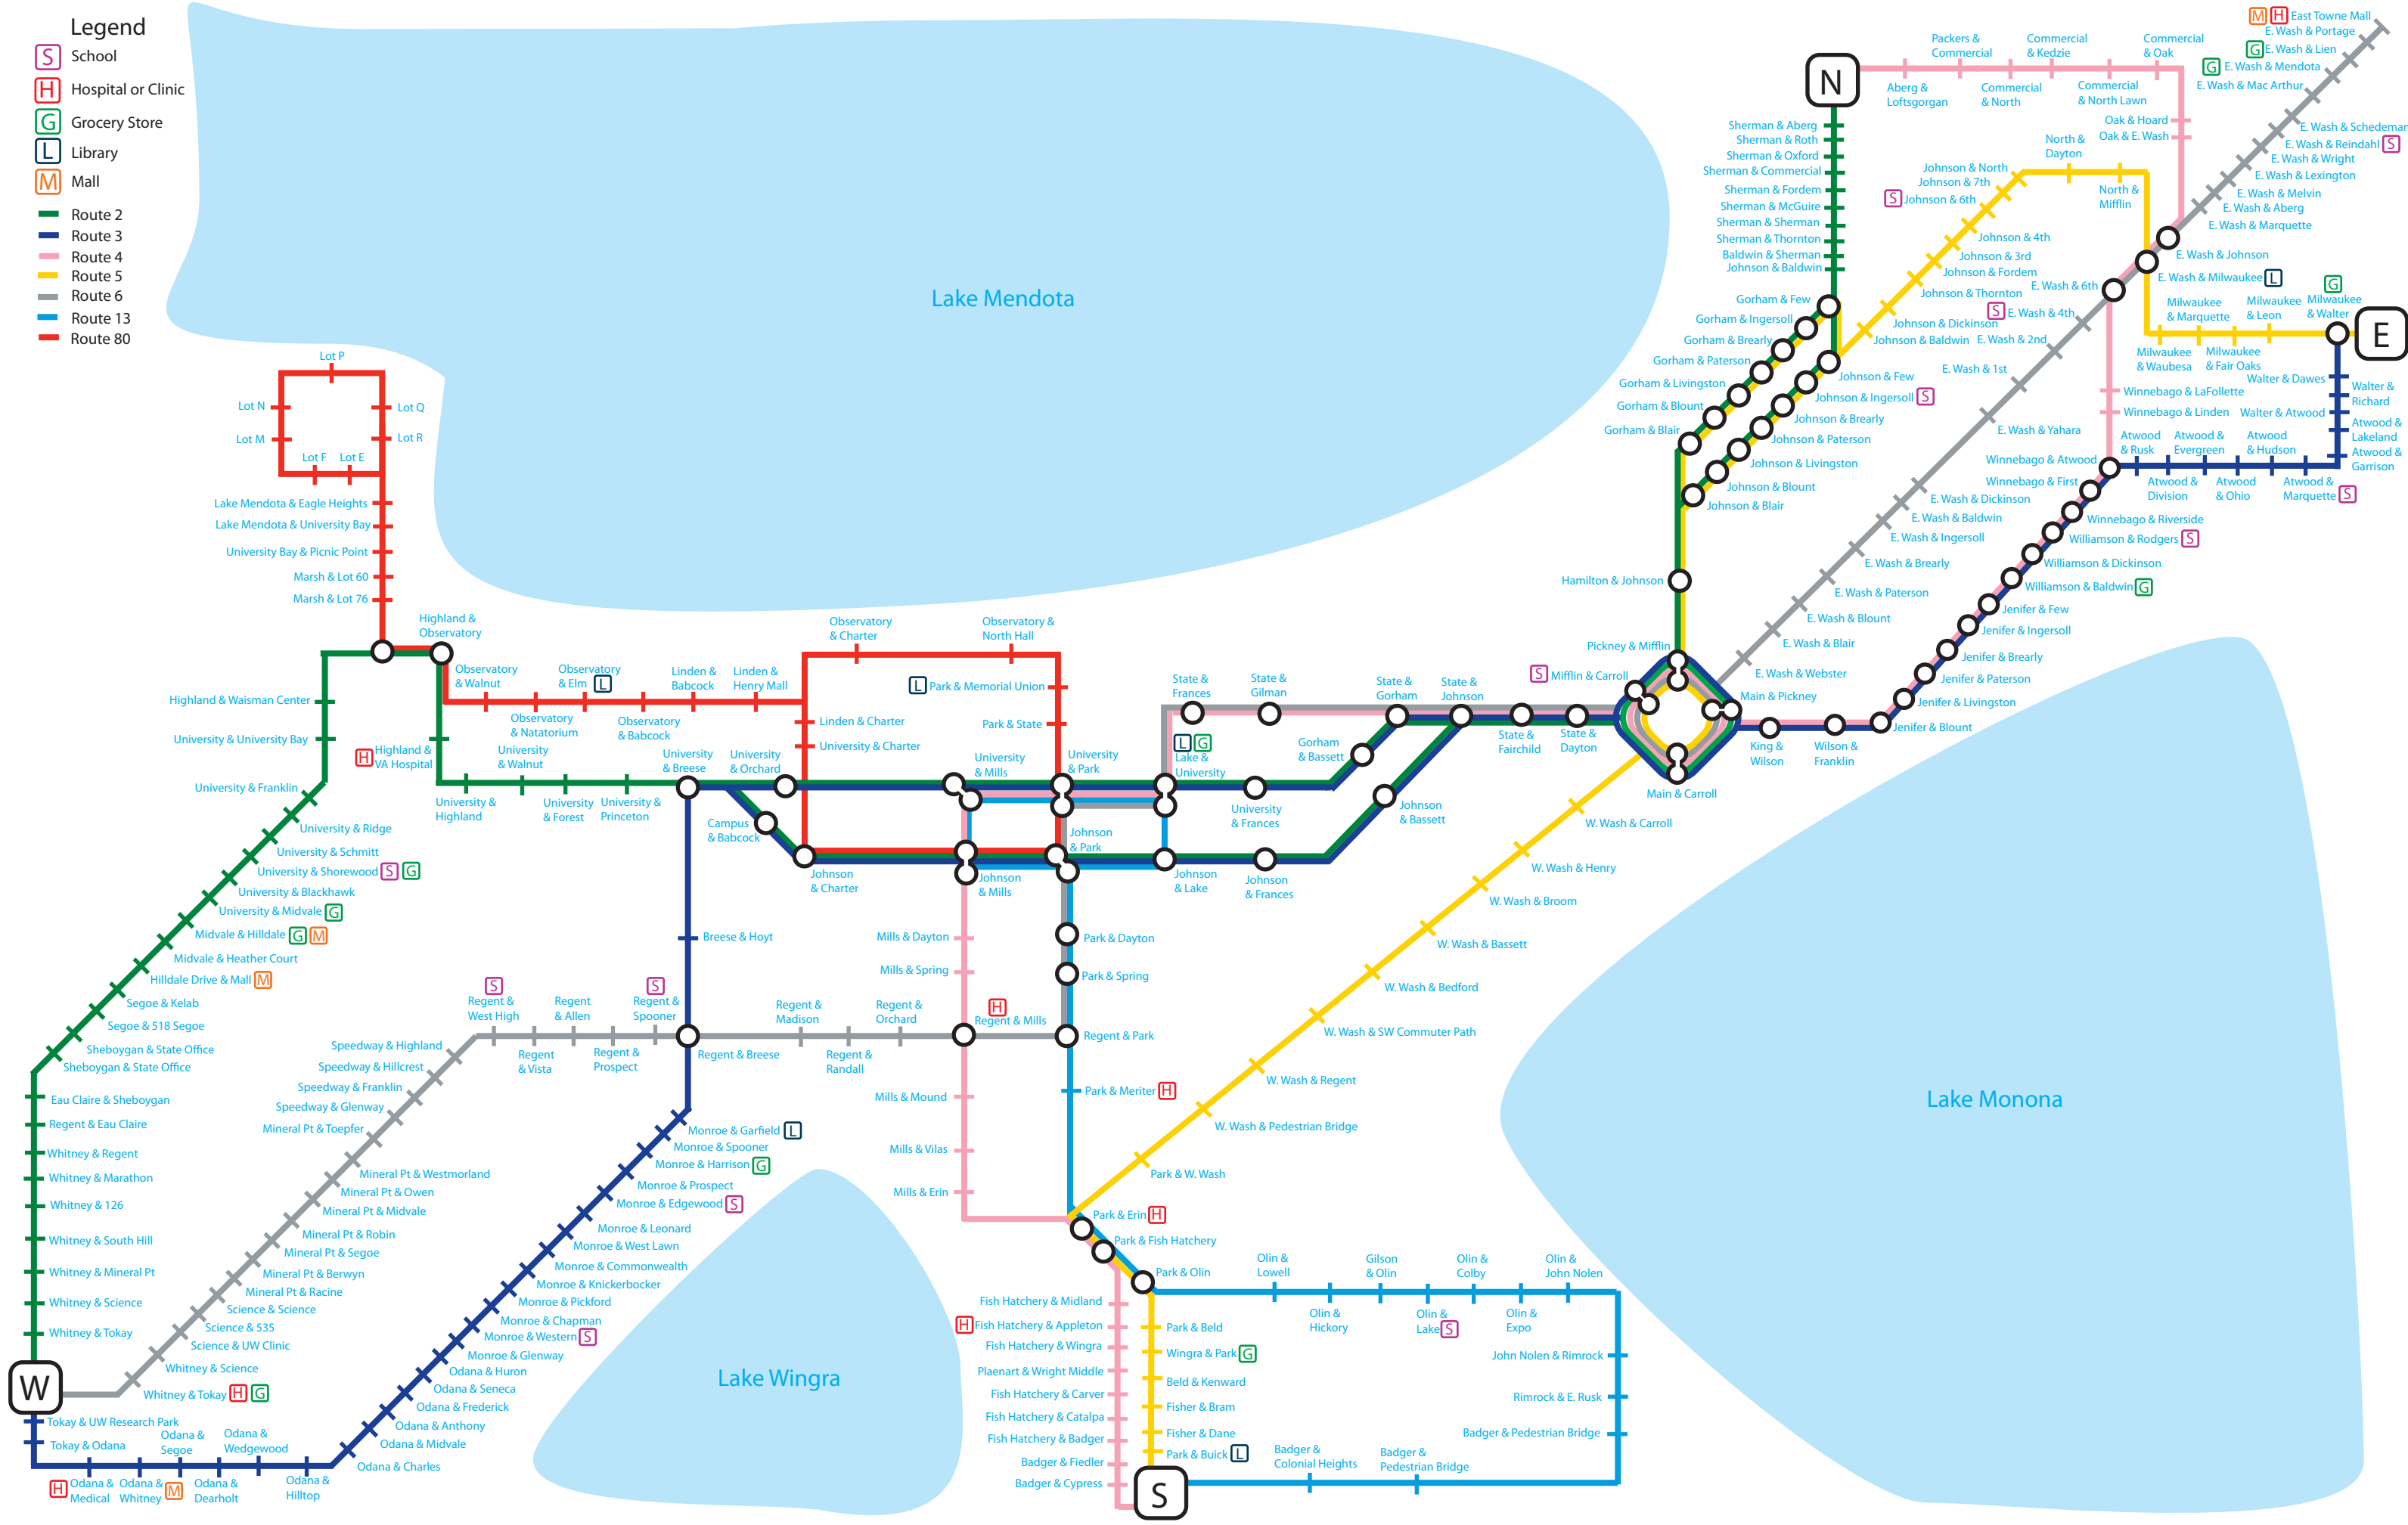 Legend
S School
H Hospital or Clinic
G Grocery Store
L Library
M Mall
Route 2
Route 3
Route 4
Route 5
Route 6
Route 13
Route 80
Lake Mendota
Lake Monona
Lake Wingra
N
E
S
W
Lot P
Lot N
Lot Q
Lot M
Lot R
Lot F
Lot E
Lake Mendota & Eagle Heights
Lake Mendota & University Bay
University Bay & Picnic Point
Marsh & Lot 60
Marsh & Lot 76
Highland &
Observatory
Observatory
& Walnut
Observatory
& Natatorium
Observatory
& Elm L
Observatory
& Babcock
Linden &
Babcock
Linden &
Henry Mall
Linden & Charter
University & Charter
Observatory
& Charter
Observatory &
North Hall
L Park & Memorial Union
Park & State
Highland & Waisman Center
University & University Bay
H Highland &
VA Hospital
University & Franklin
University & Ridge
University & Schmitt
University & Shorewood S G
University & Blackhawk
University & Midvale G
Midvale & Hilldale G M
Midvale & Heather Court
Hilldale Drive & Mall M
Segoe & Kelab
Segoe & 518 Segoe
Sheboygan & State Office
Sheboygan & State Office
Eau Claire & Sheboygan
Regent & Eau Claire
Whitney & Regent
Whitney & Marathon
Whitney & 126
Whitney & South Hill
Whitney & Mineral Pt
Whitney & Science
Whitney & Tokay
University &
Highland
University
& Walnut
University
& Forest
University &
Princeton
University
& Breese
University
& Orchard
Campus
& Babcock
Johnson
& Charter
University
& Mills
University
& Park
Johnson
& Mills
Johnson
& Park
L G
Lake &
University
Johnson
& Lake
University
& Frances
Johnson
& Frances
Gorham
& Bassett
Johnson
& Bassett
State &
Frances
State &
Gilman
State &
Gorham
State &
Johnson
State &
Fairchild
State &
Dayton
S Mifflin & Carroll
Pickney & Mifflin
Main & Pickney
Main & Carroll
Hamilton & Johnson
Breese & Hoyt
Mills & Dayton
Mills & Spring
Park & Dayton
Park & Spring
S
Regent &
West High
Regent
& Vista
Regent
& Allen
Regent &
Prospect
S
Regent &
Spooner
Regent & Breese
Regent &
Madison
Regent &
Randall
Regent &
Orchard
H
Regent & Mills
Regent & Park
Park & Meriter H
Mills & Mound
Mills & Vilas
Mills & Erin
Speedway & Highland
Speedway & Hillcrest
Speedway & Franklin
Speedway & Glenway
Mineral Pt & Toepfer
Mineral Pt & Westmorland
Mineral Pt & Owen
Mineral Pt & Midvale
Mineral Pt & Robin
Mineral Pt & Segoe
Mineral Pt & Berwyn
Mineral Pt & Racine
Science & Science
Science & 535
Science & UW Clinic
Whitney & Science
Whitney & Tokay H G
Monroe & Garfield L
Monroe & Spooner
Monroe & Harrison G
Monroe & Prospect
Monroe & Edgewood S
Monroe & Leonard
Monroe & West Lawn
Monroe & Commonwealth
Monroe & Knickerbocker
Monroe & Pickford
Monroe & Chapman
Monroe & Western S
Monroe & Glenway
Odana & Huron
Odana & Seneca
Odana & Frederick
Odana & Anthony
Odana & Midvale
Odana & Charles
Tokay & UW Research Park
Tokay & Odana
H Odana &
Medical
Odana &
Whitney M
Odana &
Segoe
Odana &
Dearholt
Odana &
Wedgewood
Odana &
Hilltop
W. Wash & Carroll
W. Wash & Henry
W. Wash & Broom
W. Wash & Bassett
W. Wash & Bedford
W. Wash & SW Commuter Path
W. Wash & Regent
W. Wash & Pedestrian Bridge
Park & W. Wash
Park & Erin H
Park & Fish Hatchery
Park & Olin
Fish Hatchery & Midland
H Fish Hatchery & Appleton
Fish Hatchery & Wingra
Plaenart & Wright Middle
Fish Hatchery & Carver
Fish Hatchery & Catalpa
Fish Hatchery & Badger
Badger & Fiedler
Badger & Cypress
Park & Beld
Wingra & Park G
Beld & Kenward
Fisher & Bram
Fisher & Dane
Park & Buick L
Olin &
Lowell
Olin &
Hickory
Gilson
& Olin
Olin &
Lake S
Olin &
Colby
Olin &
Expo
Olin &
John Nolen
John Nolen & Rimrock
Rimrock & E. Rusk
Badger & Pedestrian Bridge
Badger &
Colonial Heights
Badger &
Pedestrian Bridge
Sherman & Aberg
Sherman & Roth
Sherman & Oxford
Sherman & Commercial
Sherman & Fordem
Sherman & McGuire
Sherman & Sherman
Sherman & Thornton
Baldwin & Sherman
Johnson & Baldwin
Gorham & Few
Gorham & Ingersoll
Gorham & Brearly
Gorham & Paterson
Gorham & Livingston
Gorham & Blount
Gorham & Blair
Johnson & Few
Johnson & Ingersoll S
Johnson & Brearly
Johnson & Paterson
Johnson & Livingston
Johnson & Blount
Johnson & Blair
Aberg &
Loftsgorgan
Packers &
Commercial
Commercial
& North
Commercial
& Kedzie
Commercial
& North Lawn
Commercial
& Oak
Oak & Hoard
Oak & E. Wash
Johnson & North
Johnson & 7th
S Johnson & 6th
Johnson & 4th
Johnson & 3rd
Johnson & Fordem
Johnson & Thornton
Johnson & Dickinson
Johnson & Baldwin
North &
Dayton
North &
Mifflin
M H East Towne Mall
E. Wash & Portage
G E. Wash & Lien
G E. Wash & Mendota
E. Wash & Mac Arthur
E. Wash & Schedeman
E. Wash & Reindahl S
E. Wash & Wright
E. Wash & Lexington
E. Wash & Melvin
E. Wash & Aberg
E. Wash & Marquette
E. Wash & Johnson
E. Wash & Milwaukee L
E. Wash & 6th
S E. Wash & 4th
E. Wash & 2nd
E. Wash & 1st
E. Wash & Yahara
E. Wash & Dickinson
E. Wash & Baldwin
E. Wash & Ingersoll
E. Wash & Brearly
E. Wash & Paterson
E. Wash & Blount
E. Wash & Blair
E. Wash & Webster
Milwaukee
& Waubesa
Milwaukee
& Marquette
Milwaukee
& Fair Oaks
Milwaukee
& Leon
G
Milwaukee
& Walter
Walter & Dawes
Walter &
Richard
Walter & Atwood
Atwood &
Lakeland
Atwood &
Garrison
Winnebago & LaFollette
Winnebago & Linden
Winnebago & Atwood
Atwood
& Rusk
Atwood &
Division
Atwood &
Evergreen
Atwood
& Ohio
Atwood
& Hudson
Atwood &
Marquette S
Winnebago & First
Winnebago & Riverside
Williamson & Rodgers S
Williamson & Dickinson
Williamson & Baldwin G
Jenifer & Few
Jenifer & Ingersoll
Jenifer & Brearly
Jenifer & Paterson
Jenifer & Livingston
Jenifer & Blount
Wilson &
Franklin
King &
Wilson